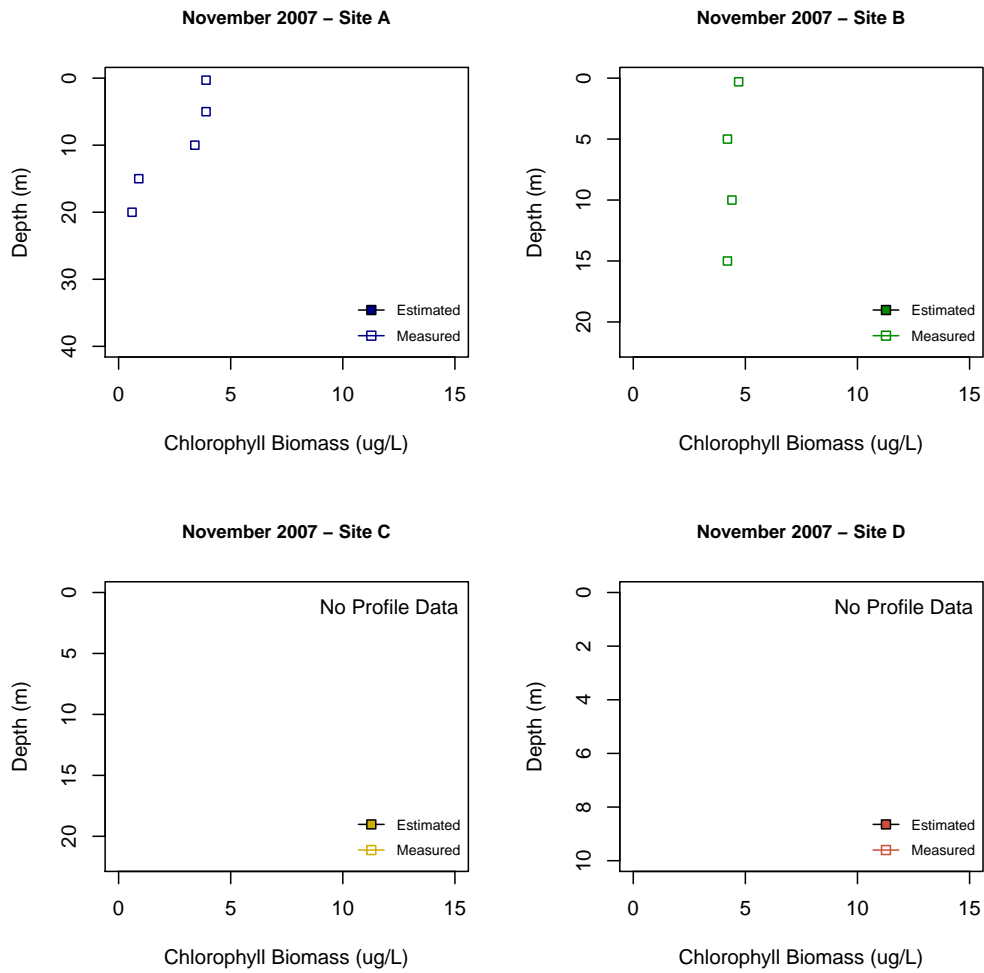 November 2007 – Site A
0
10
20
30
40
Depth (m)
Estimated
Measured
0 5 10 15
Chlorophyll Biomass (ug/L)
November 2007 – Site B
0
5
10
15
20
Depth (m)
Estimated
Measured
0 5 10 15
Chlorophyll Biomass (ug/L)
November 2007 – Site C
No Profile Data
0
5
10
15
20
Depth (m)
Estimated
Measured
0 5 10 15
Chlorophyll Biomass (ug/L)
November 2007 – Site D
No Profile Data
0
2
4
6
8
10
Depth (m)
Estimated
Measured
0 5 10 15
Chlorophyll Biomass (ug/L)